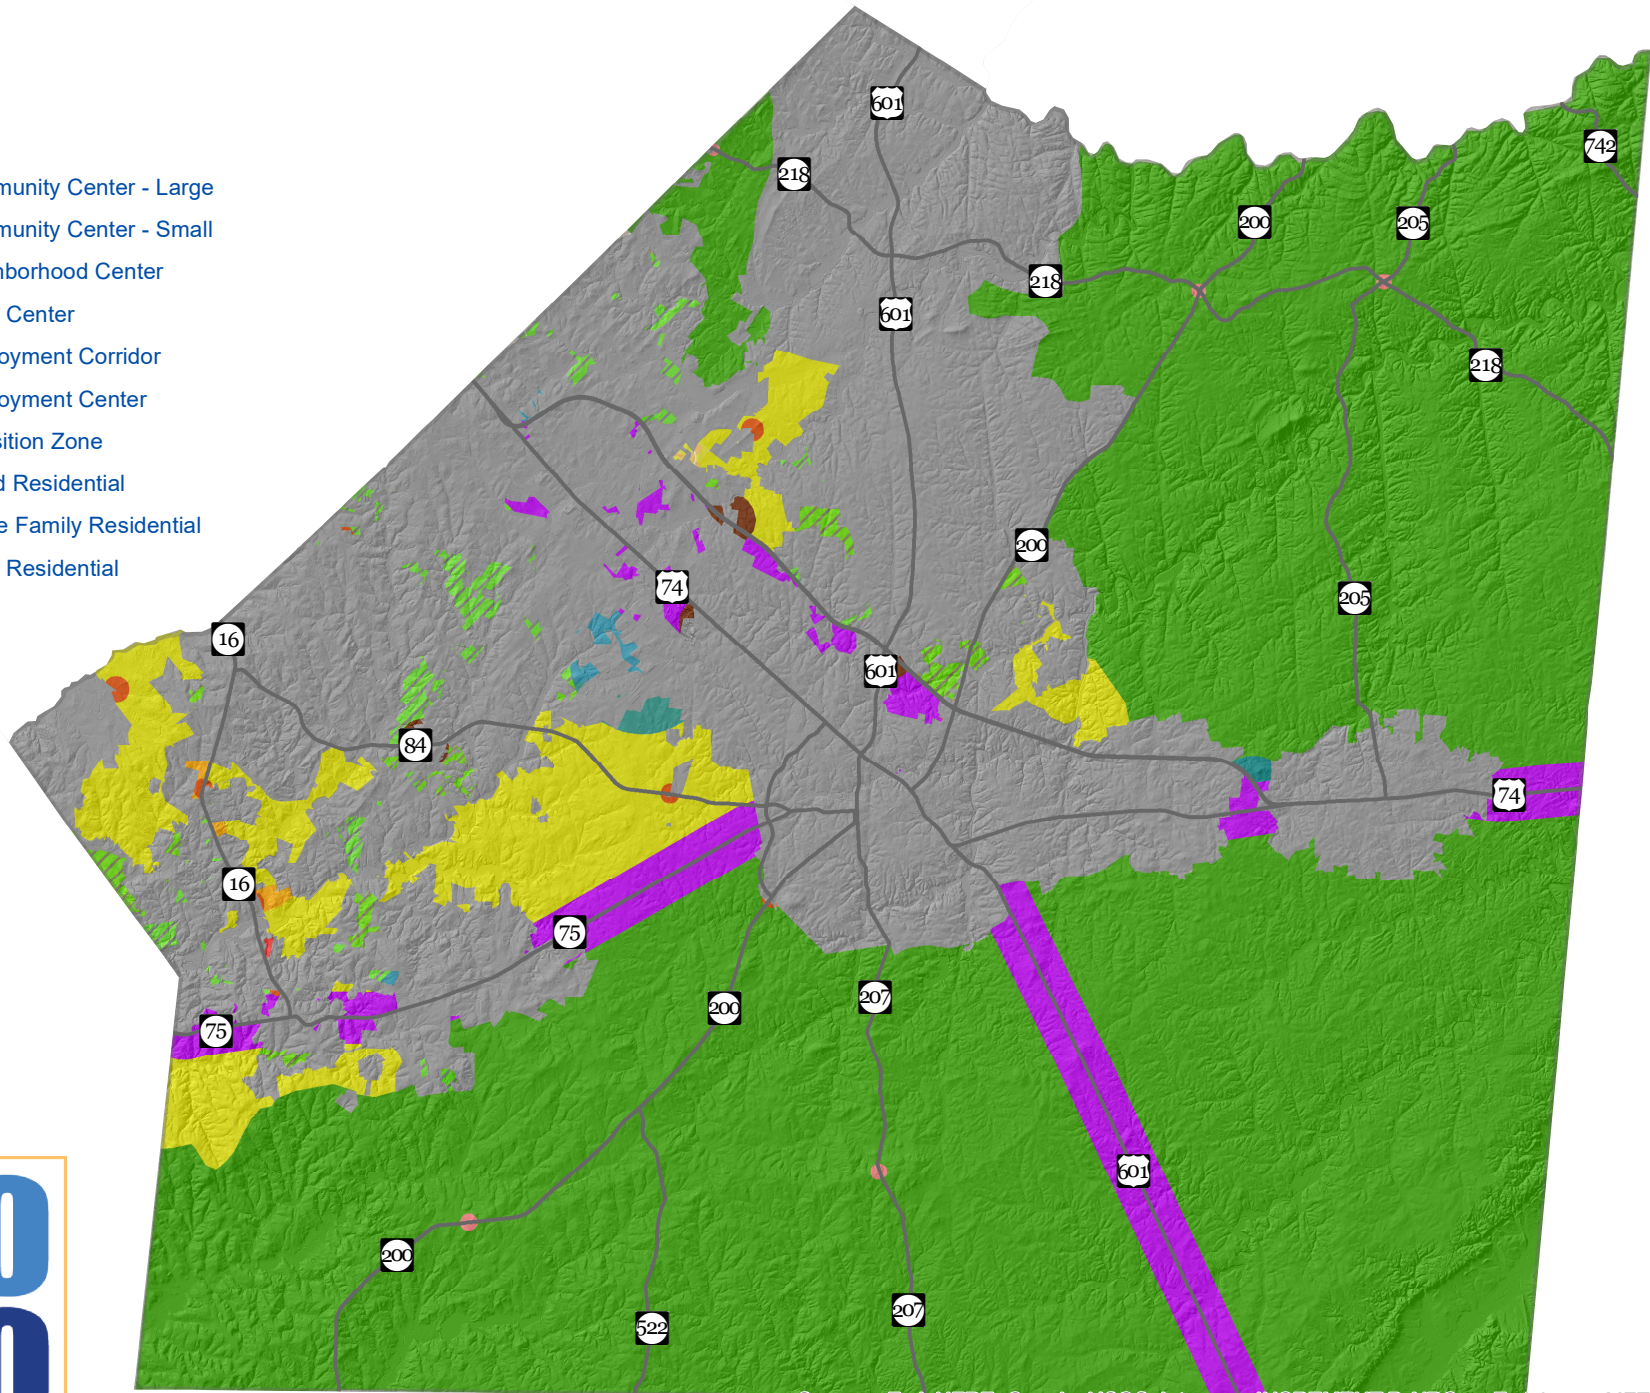 munity Center - Large
munity Center - Small
hborhood Center
Center
oyment Corridor
oyment Center
sition Zone
d Residential
e Family Residential
Residential
601
218
742
200
205
218
601
218
200
74
205
16
601
84
74
16
75
200
207
75
601
200
207
522